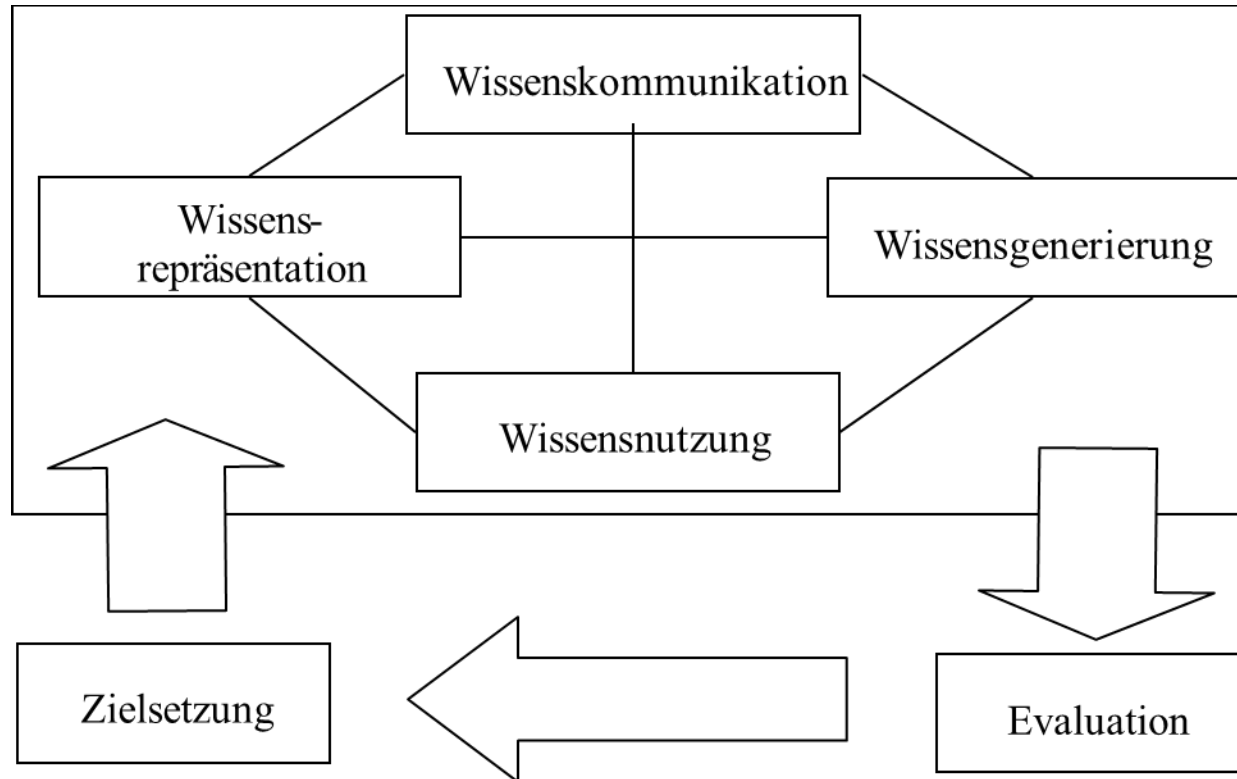 Wissenskommunikation
Wissens-
repräsentation
Wissensgenerierung
Wissensnutzung
Zielsetzung
Evaluation